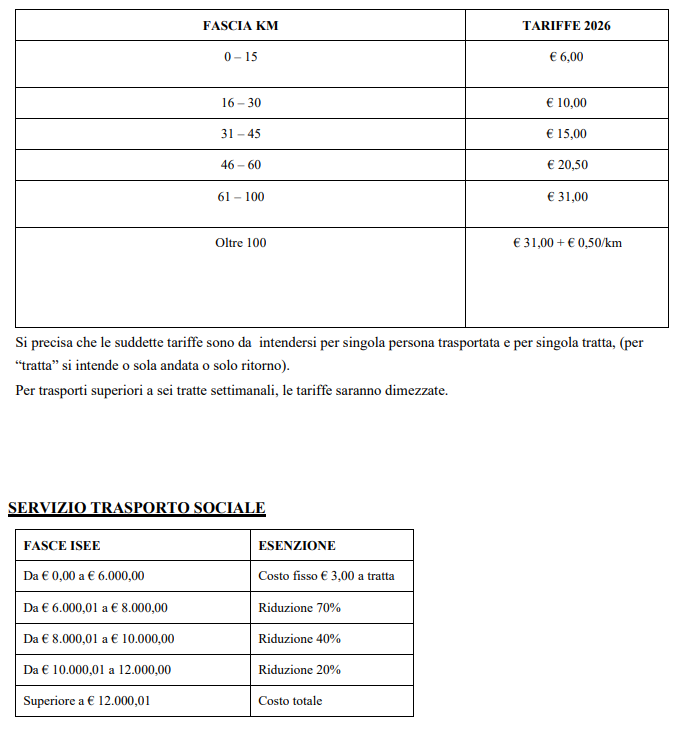 FASCIA KM TARIFFE 2026
0 – 15 € 6,00
16 – 30 € 10,00
31 – 45 € 15,00
46 – 60 € 20,50
61 – 100 € 31,00
Oltre 100 € 31,00 + € 0,50/km
Si precisa che le suddette tariffe sono da intendersi per singola persona trasportata e per singola tratta, (per
“tratta” si intende o sola andata o solo ritorno).
Per trasporti superiori a sei tratte settimanali, le tariffe saranno dimezzate.
SERVIZIO TRASPORTO SOCIALE
FASCE ISEE ESENZIONE
Da € 0,00 a € 6.000,00 Costo fisso € 3,00 a tratta
Da € 6.000,01 a € 8.000,00 Riduzione 70%
Da € 8.000,01 a € 10.000,00 Riduzione 40%
Da € 10.000,01 a 12.000,00 Riduzione 20%
Superiore a € 12.000,01 Costo totale